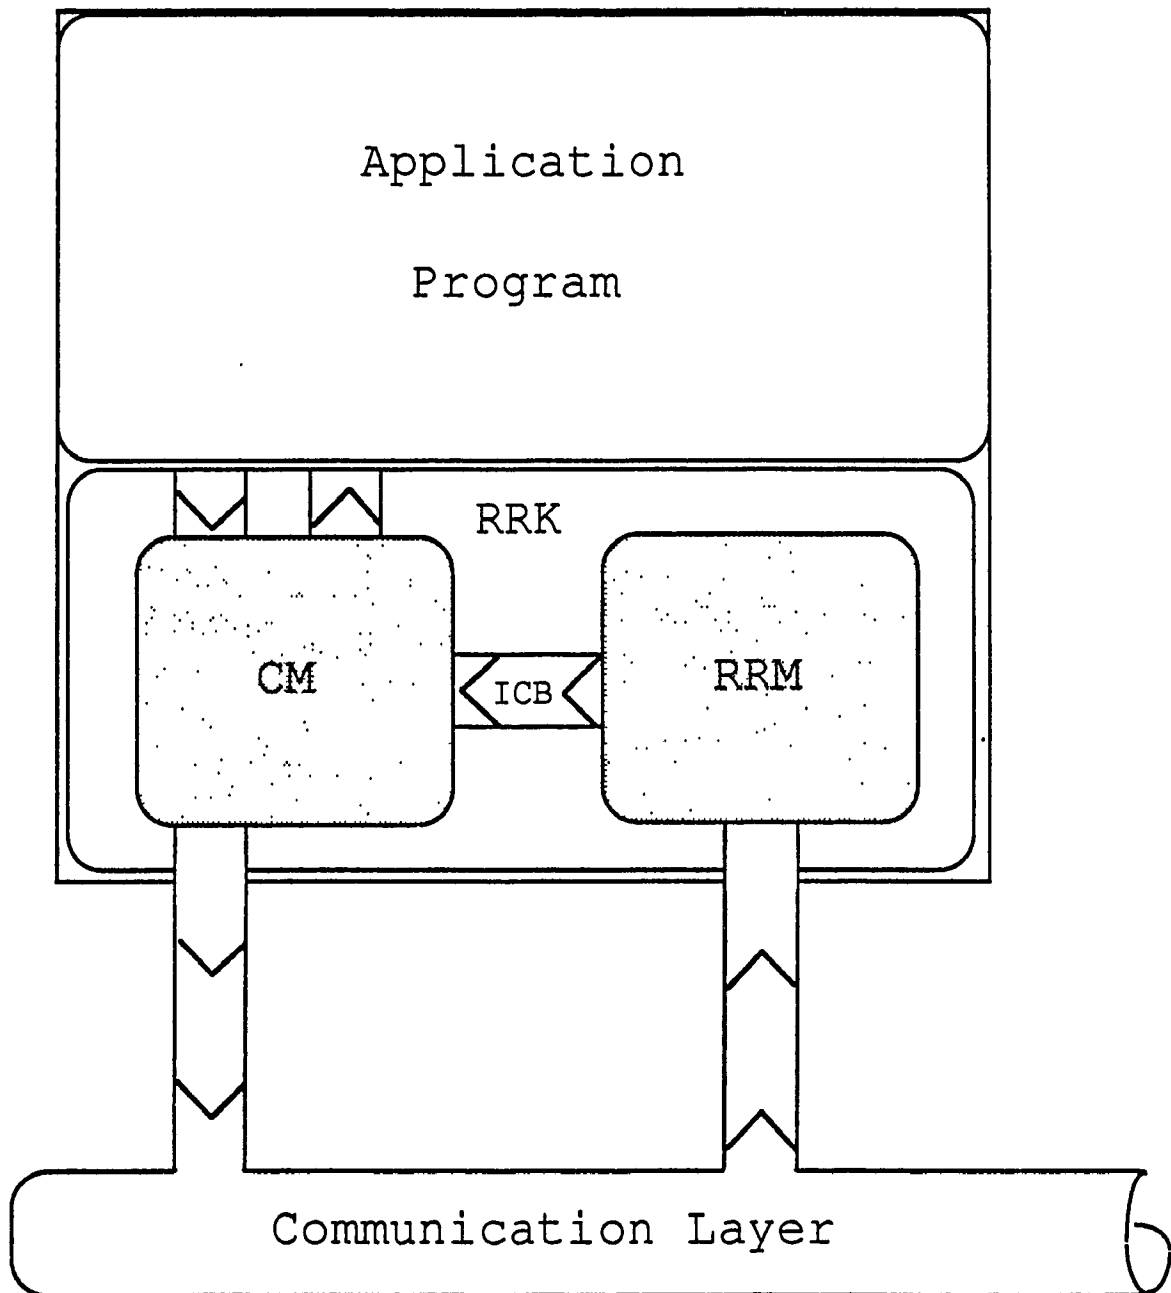 Application
Program
RRK
CM
ICB
RRM
Communication Layer